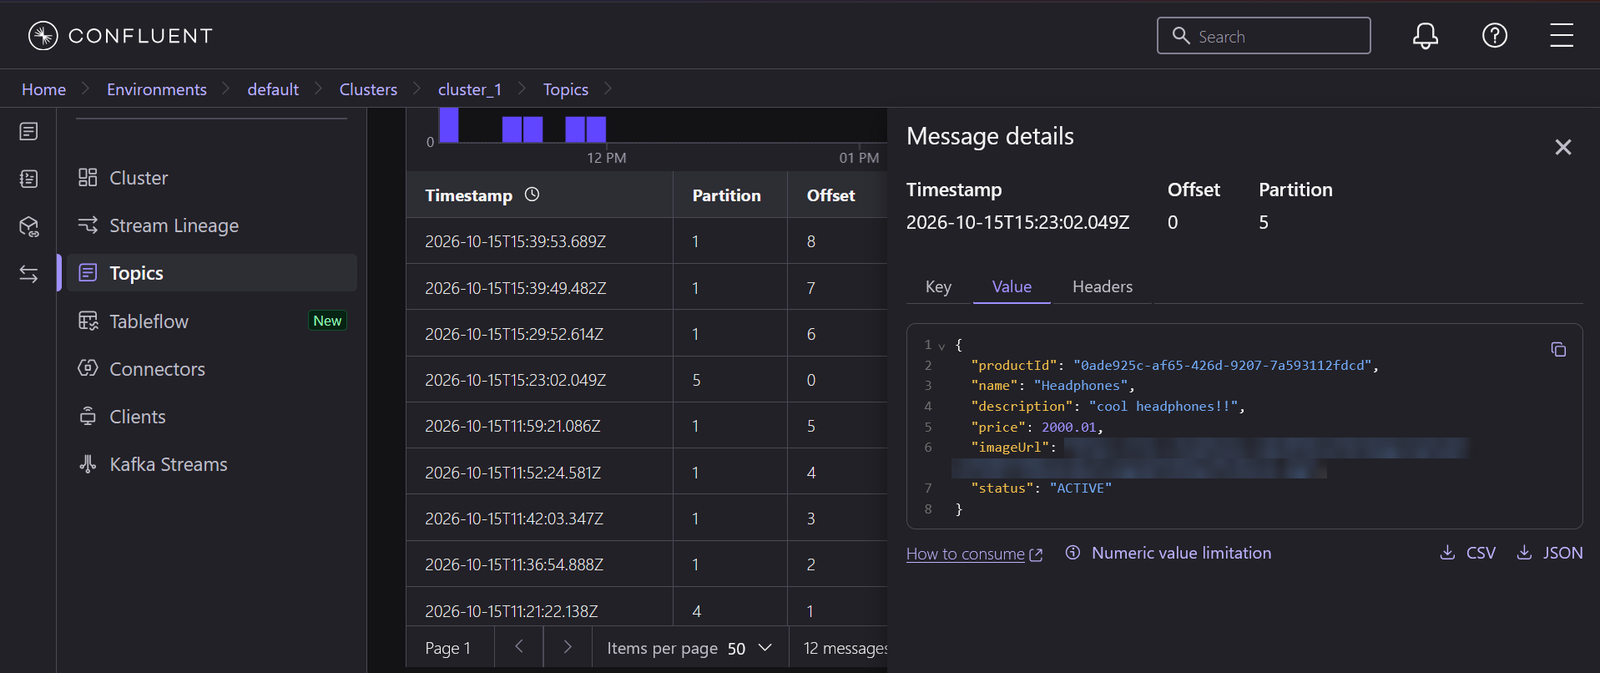 CONFLUENT
Search
Home
Environments
default
Clusters
cluster_1
Topics
Cluster
Stream Lineage
Topics
Tableflow
New
Connectors
Clients
Kafka Streams
0
12 PM
01 PM
Timestamp Partition Offset
2026-10-15T15:39:53.689Z 1 8
2026-10-15T15:39:49.482Z 1 7
2026-10-15T15:29:52.614Z 1 6
2026-10-15T15:23:02.049Z 5 0
2026-10-15T11:59:21.086Z 1 5
2026-10-15T11:52:24.581Z 1 4
2026-10-15T11:42:03.347Z 1 3
2026-10-15T11:36:54.888Z 1 2
2026-10-15T11:21:22.138Z 4 1
Page 1
Items per page 50
12 messages
Message details
Timestamp Offset Partition
2026-10-15T15:23:02.049Z 0 5
Key Value Headers
1 {
2 "productId": "0ade925c-af65-426d-9207-7a593112fdcd",
3 "name": "Headphones",
4 "description": "cool headphones!!",
5 "price": 2000.01,
6 "imageUrl":
7 "status": "ACTIVE"
8 }
How to consume
Numeric value limitation
CSV
JSON